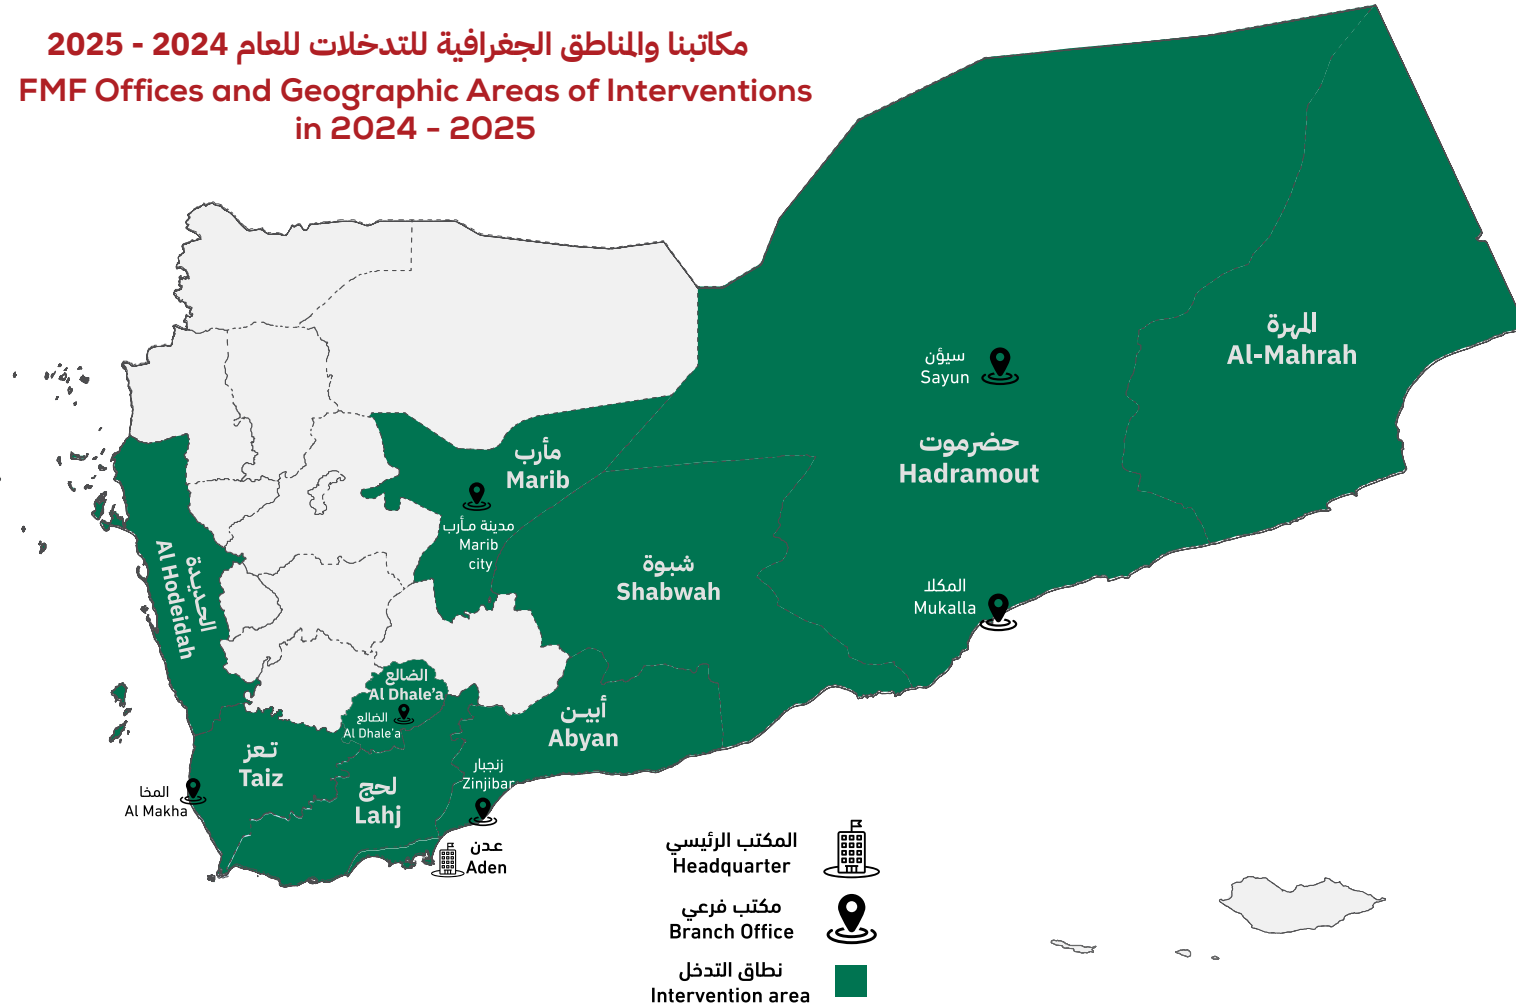 مكاتبنا والمناطق الجغرافية للتدخلات للعام 2024 - 2025
FMF Offices and Geographic Areas of Interventions
in 2024 - 2025
المهرة
Al-Mahrah
سيؤن
Sayun
حضرموت
Hadramout
مأرب
Marib
مدينة مأرب
Marib
city
شبوة
Shabwah
المكلا
Mukalla
الحديدة
Al Hodeidah
الضالع
Al Dhale'a
الضالع
Al Dhale'a
أبين
Abyan
تعز
Taiz
زنجبار
Zinjibar
لحج
Lahj
المخا
Al Makha
عدن
Aden
المكتب الرئيسي
Headquarter
مكتب فرعي
Branch Office
نطاق التدخل
Intervention area